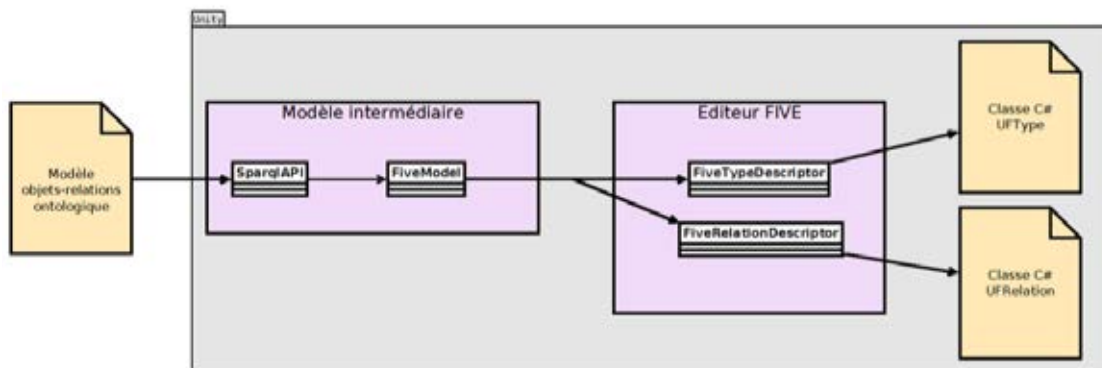 Unity
Modèle
objets-relations
ontologique
Modèle intermédiaire
SparqlAPI
FiveModel
Editeur FIVE
FiveTypeDescriptor
FiveRelationDescriptor
Classe C#
UFType
Classe C#
UFRelation